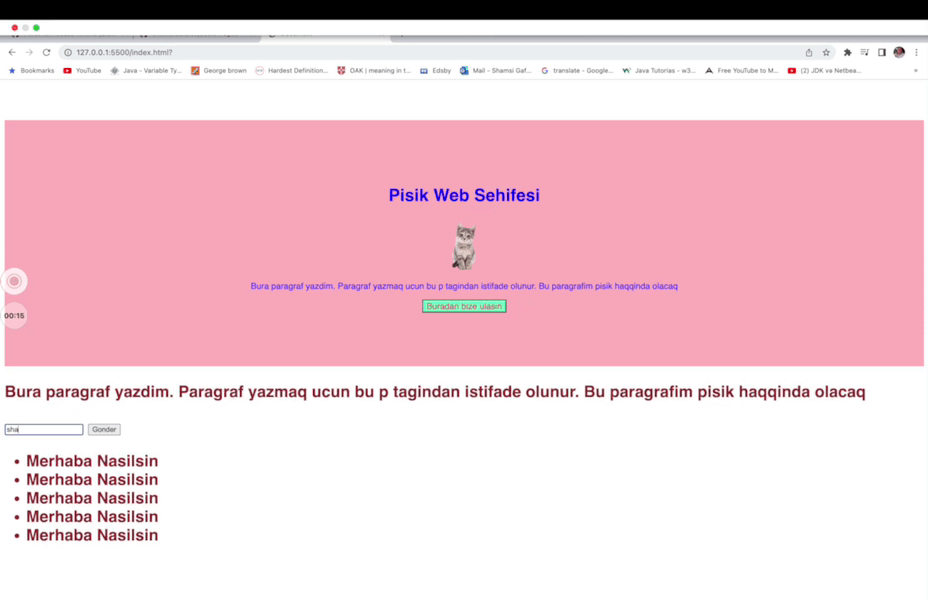 127.0.0.1:5500/index.html?
Bookmarks
YouTube
Java - Variable Ty...
George brown
Hardest Definition...
OAK | meaning in t...
Edsby
Mail - Shamsi Gaf...
translate - Google...
Java Tutorias - w3...
Free YouTube to M...
(2) JDK və Netbea...
»
Pisik Web Sehifesi
Bura paragraf yazdim. Paragraf yazmaq ucun bu p tagindan istifade olunur. Bu paragrafim pisik haqqinda olacaq
Buradan bize ulasin
00:15
Bura paragraf yazdim. Paragraf yazmaq ucun bu p tagindan istifade olunur. Bu paragrafim pisik haqqinda olacaq
sha
Gonder
• Merhaba Nasilsin
• Merhaba Nasilsin
• Merhaba Nasilsin
• Merhaba Nasilsin
• Merhaba Nasilsin